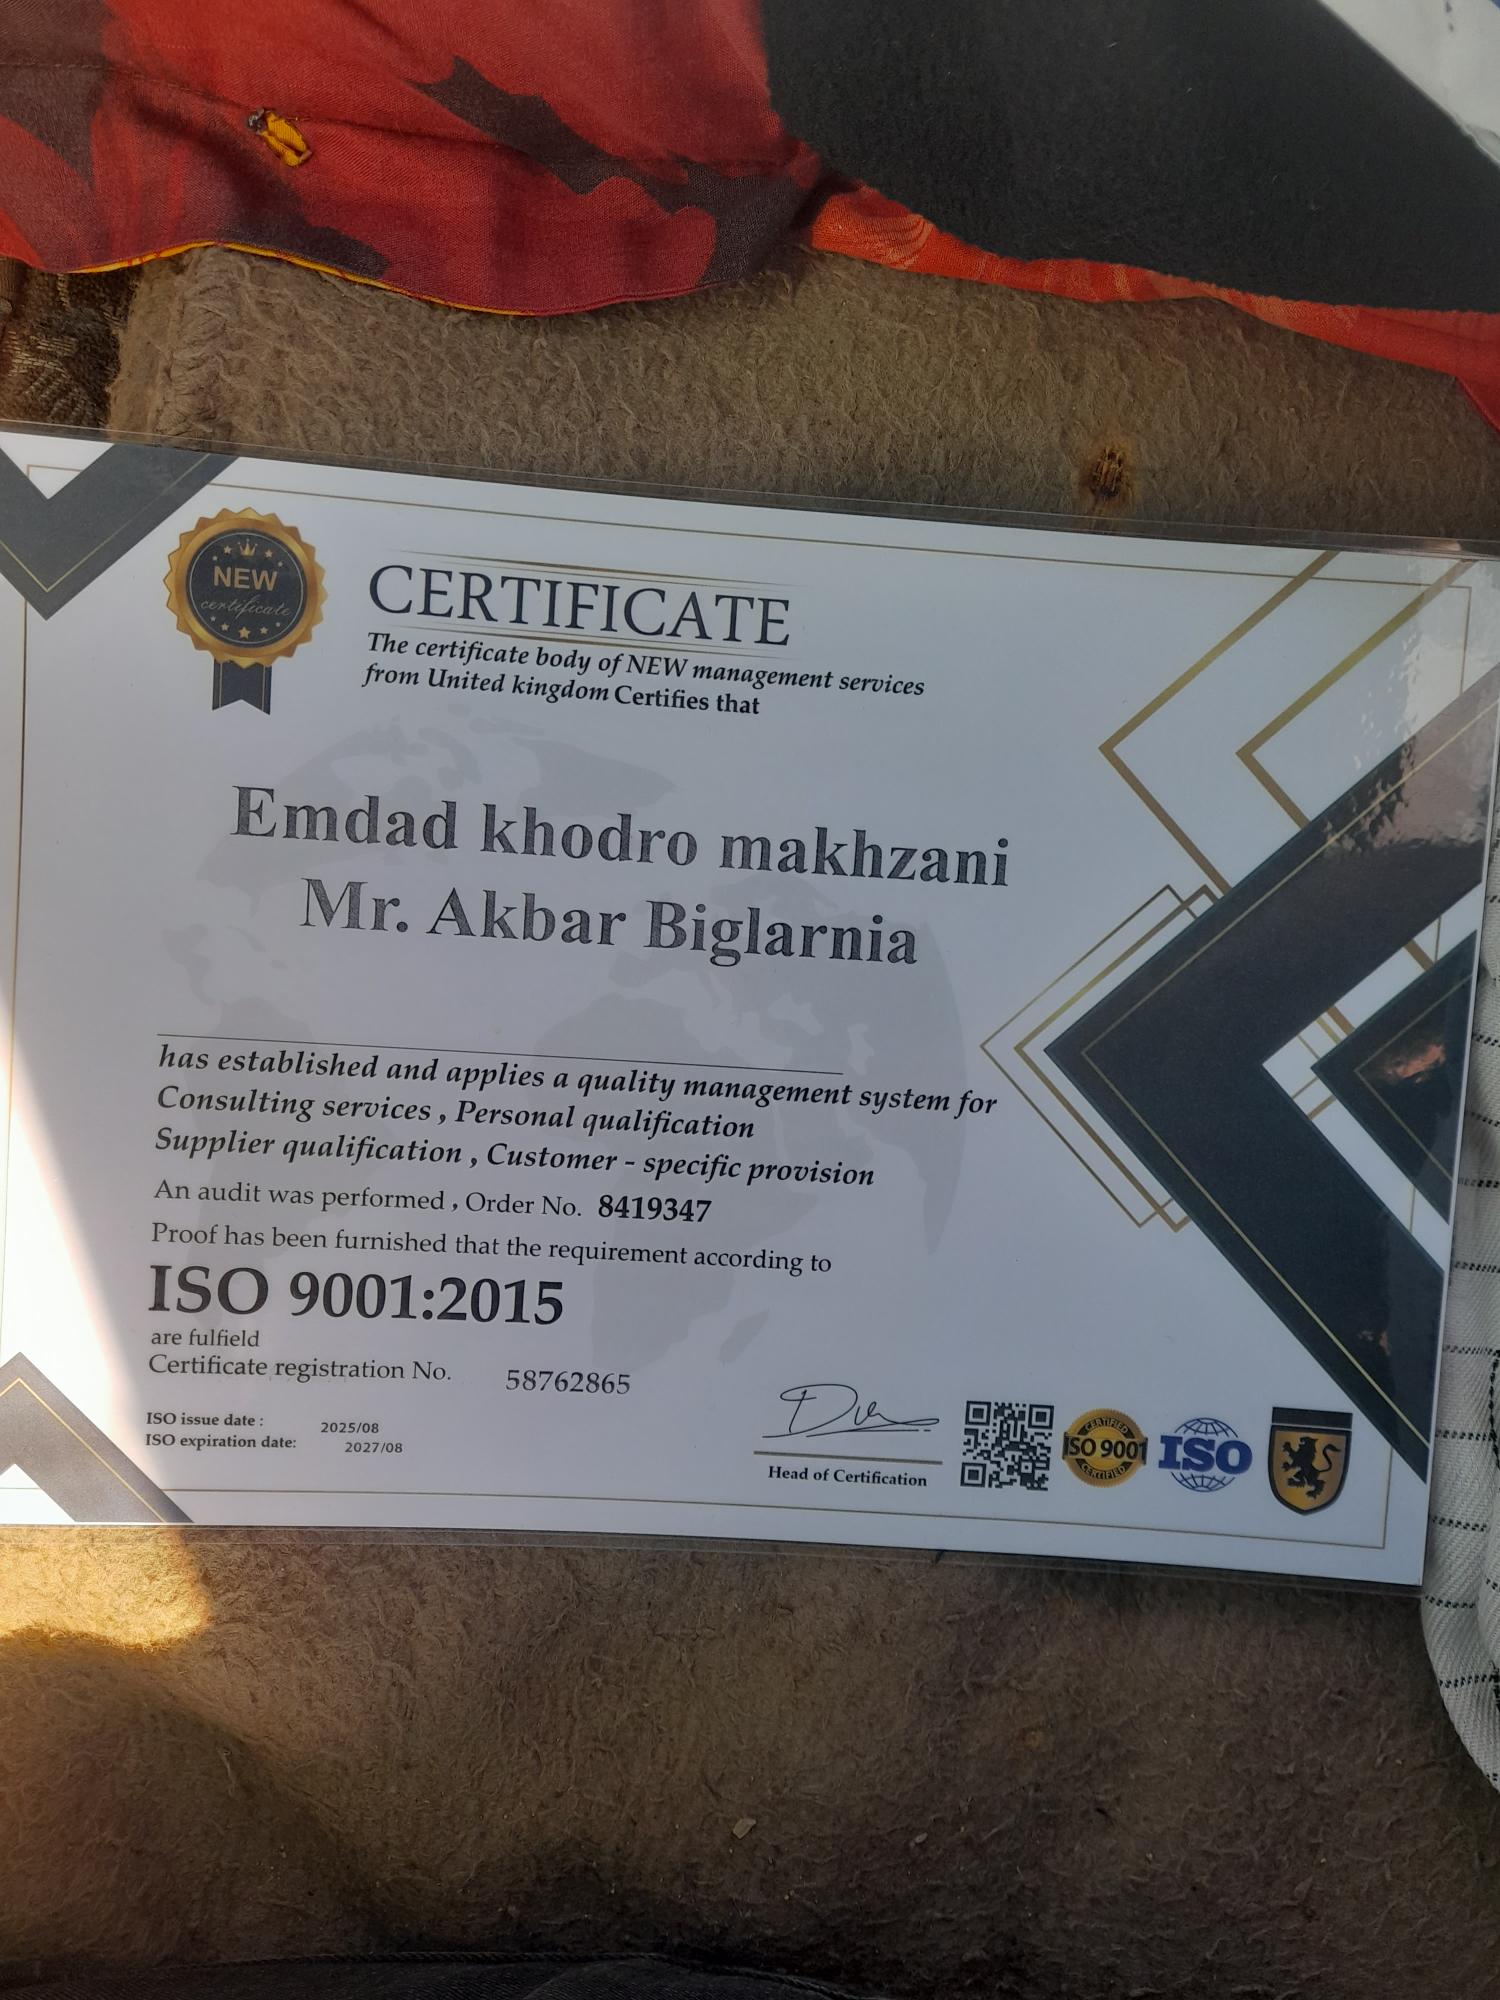 NEW
certificate
CERTIFICATE
The certificate body of NEW management services
from United kingdom Certifies that
Emdad khodro makhzani
Mr. Akbar Biglarnia
has established and applies a quality management system for
Consulting services , Personal qualification
Supplier qualification , Customer - specific provision
An audit was performed , Order No. 8419347
Proof has been furnished that the requirement according to
ISO 9001:2015
are fulfield
Certificate registration No. 58762865
ISO issue date : 2025/08
ISO expiration date: 2027/08
Head of Certification
CERTIFIED
ISO 9001
CERTIFIED
ISO